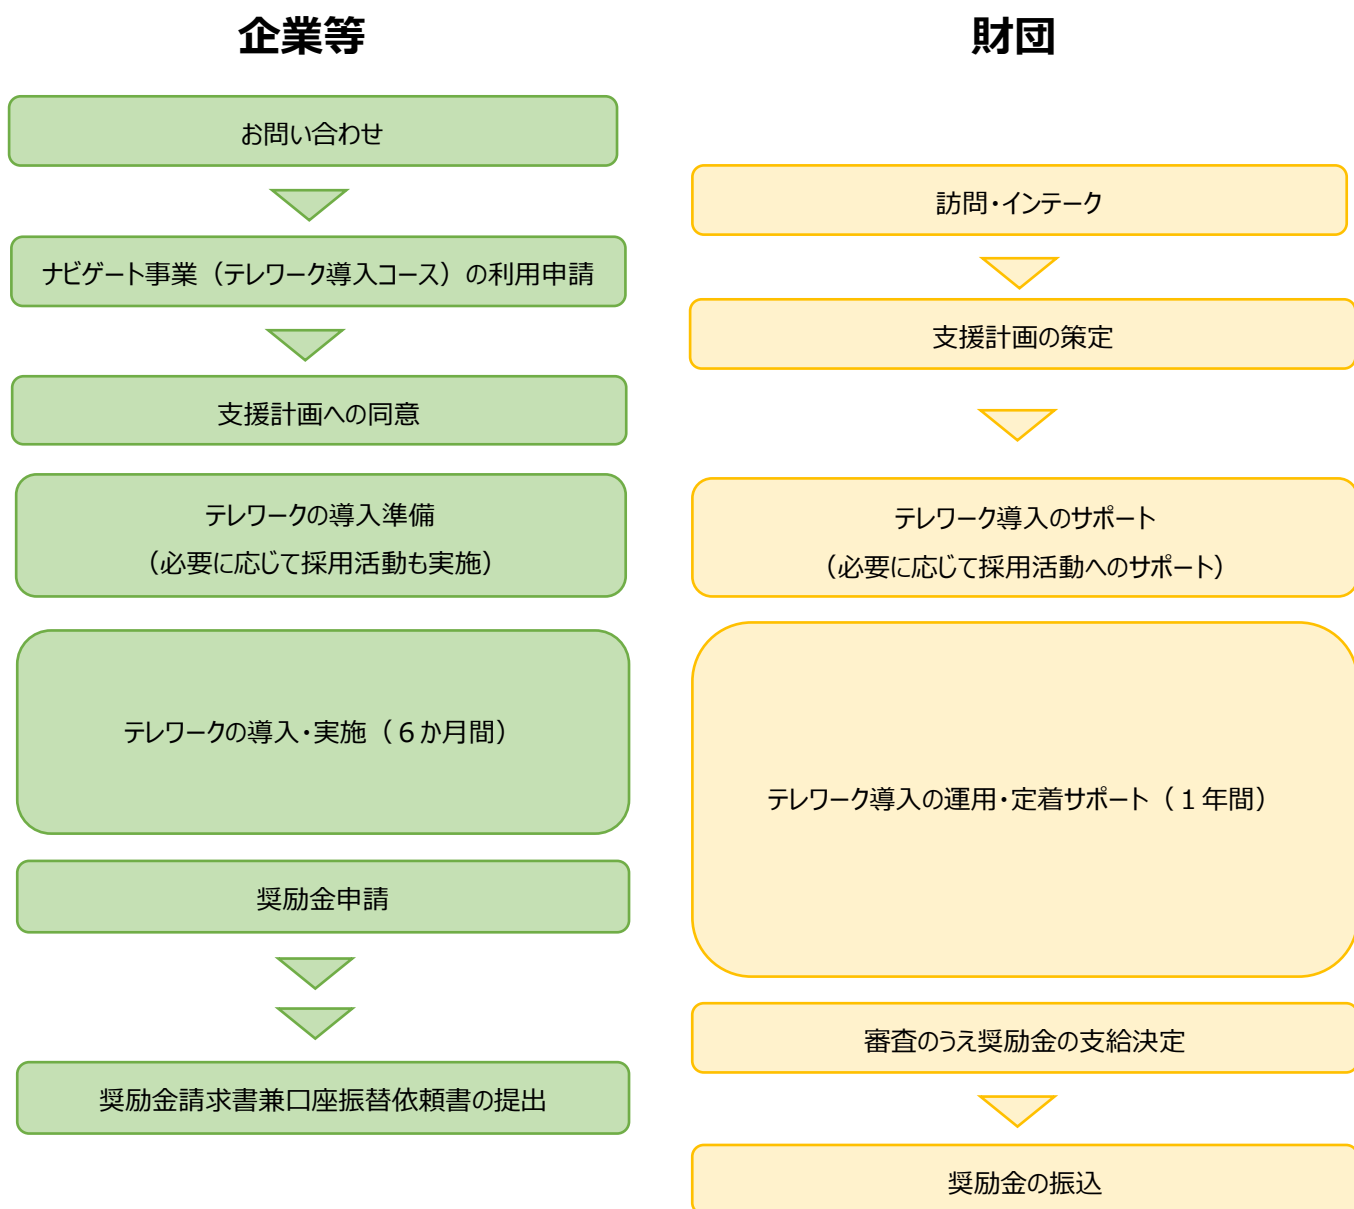 企業等
お問い合わせ
ナビゲート事業（テレワーク導入コース）の利用申請
支援計画への同意
テレワークの導入準備
（必要に応じて採用活動も実施）
テレワークの導入・実施（６か月間）
奨励金申請
奨励金請求書兼口座振替依頼書の提出
財団
訪問・インテーク
支援計画の策定
テレワーク導入のサポート
（必要に応じて採用活動へのサポート）
テレワーク導入の運用・定着サポート（１年間）
審査のうえ奨励金の支給決定
奨励金の振込